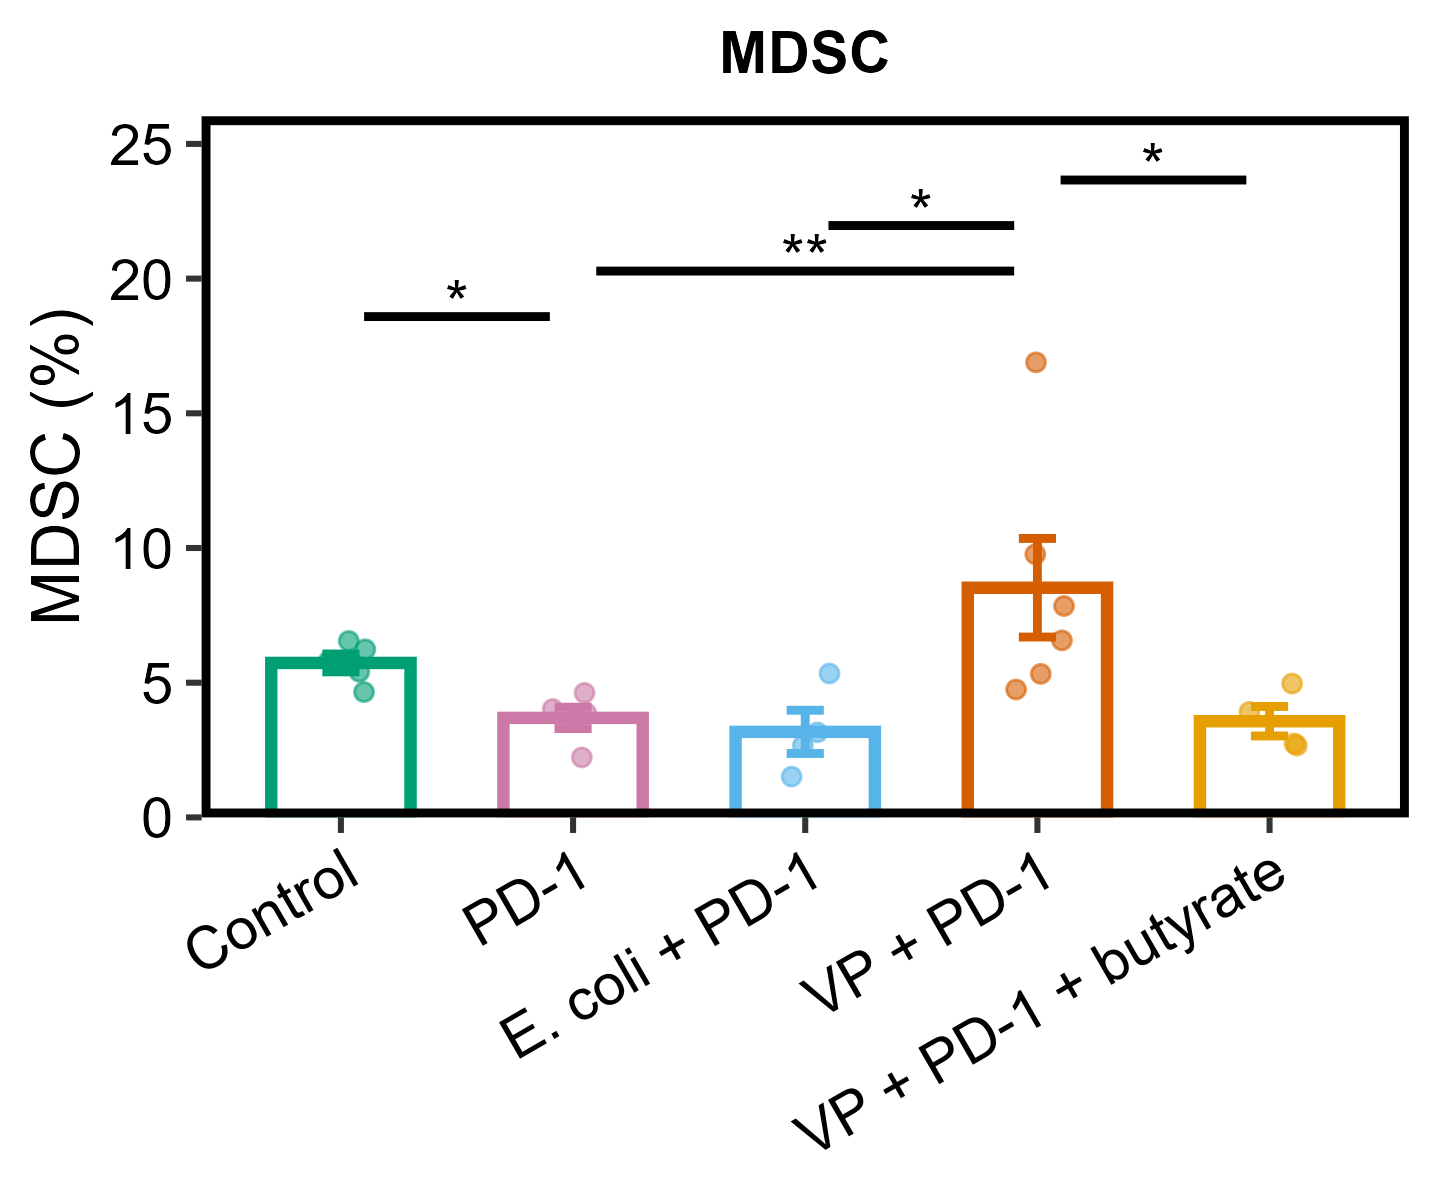 MDSC
MDSC (%)
25
20
15
10
5
0
*
*
**
*
Control
PD-1
E. coli + PD-1
VP + PD-1
VP + PD-1 + butyrate